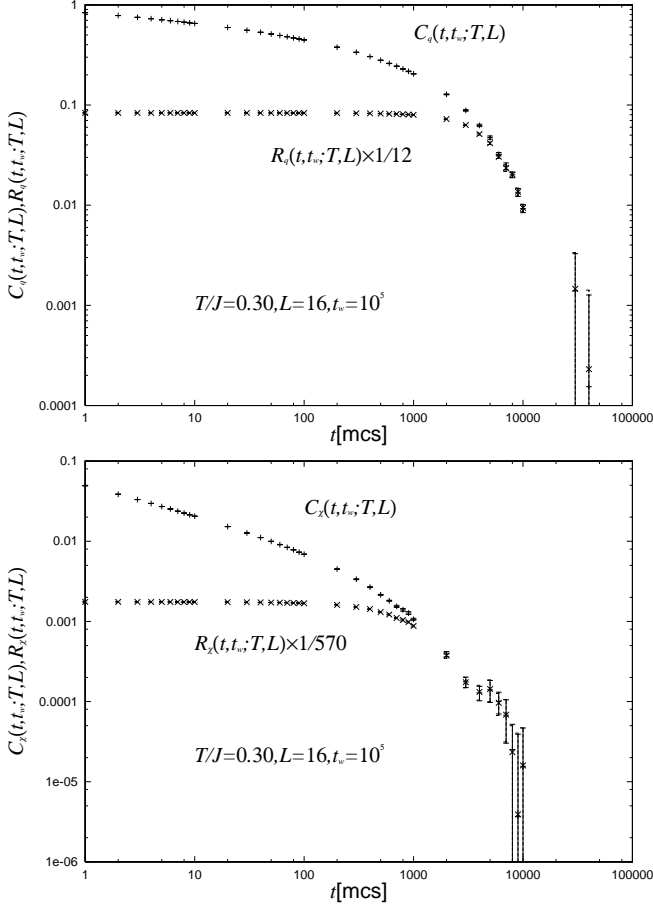 1
0.1
0.01
0.001
0.0001
C_q(t,t_w;T,L),R_q(t,t_w;T,L)
C_q(t,t_w;T,L)
R_q(t,t_w;T,L)×1/12
T/J=0.30,L=16,t_w=10^5
1 10 100 1000 10000 100000
t[mcs]
0.1
0.01
0.001
0.0001
1e-05
1e-06
C_χ(t,t_w;T,L),R_χ(t,t_w;T,L)
C_χ(t,t_w;T,L)
R_χ(t,t_w;T,L)×1/570
T/J=0.30,L=16,t_w=10^5
1 10 100 1000 10000 100000
t[mcs]